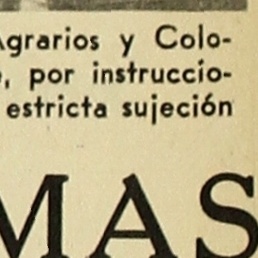 Agrarios y Colo-
, por instruccio-
estricta sujeción
MAS